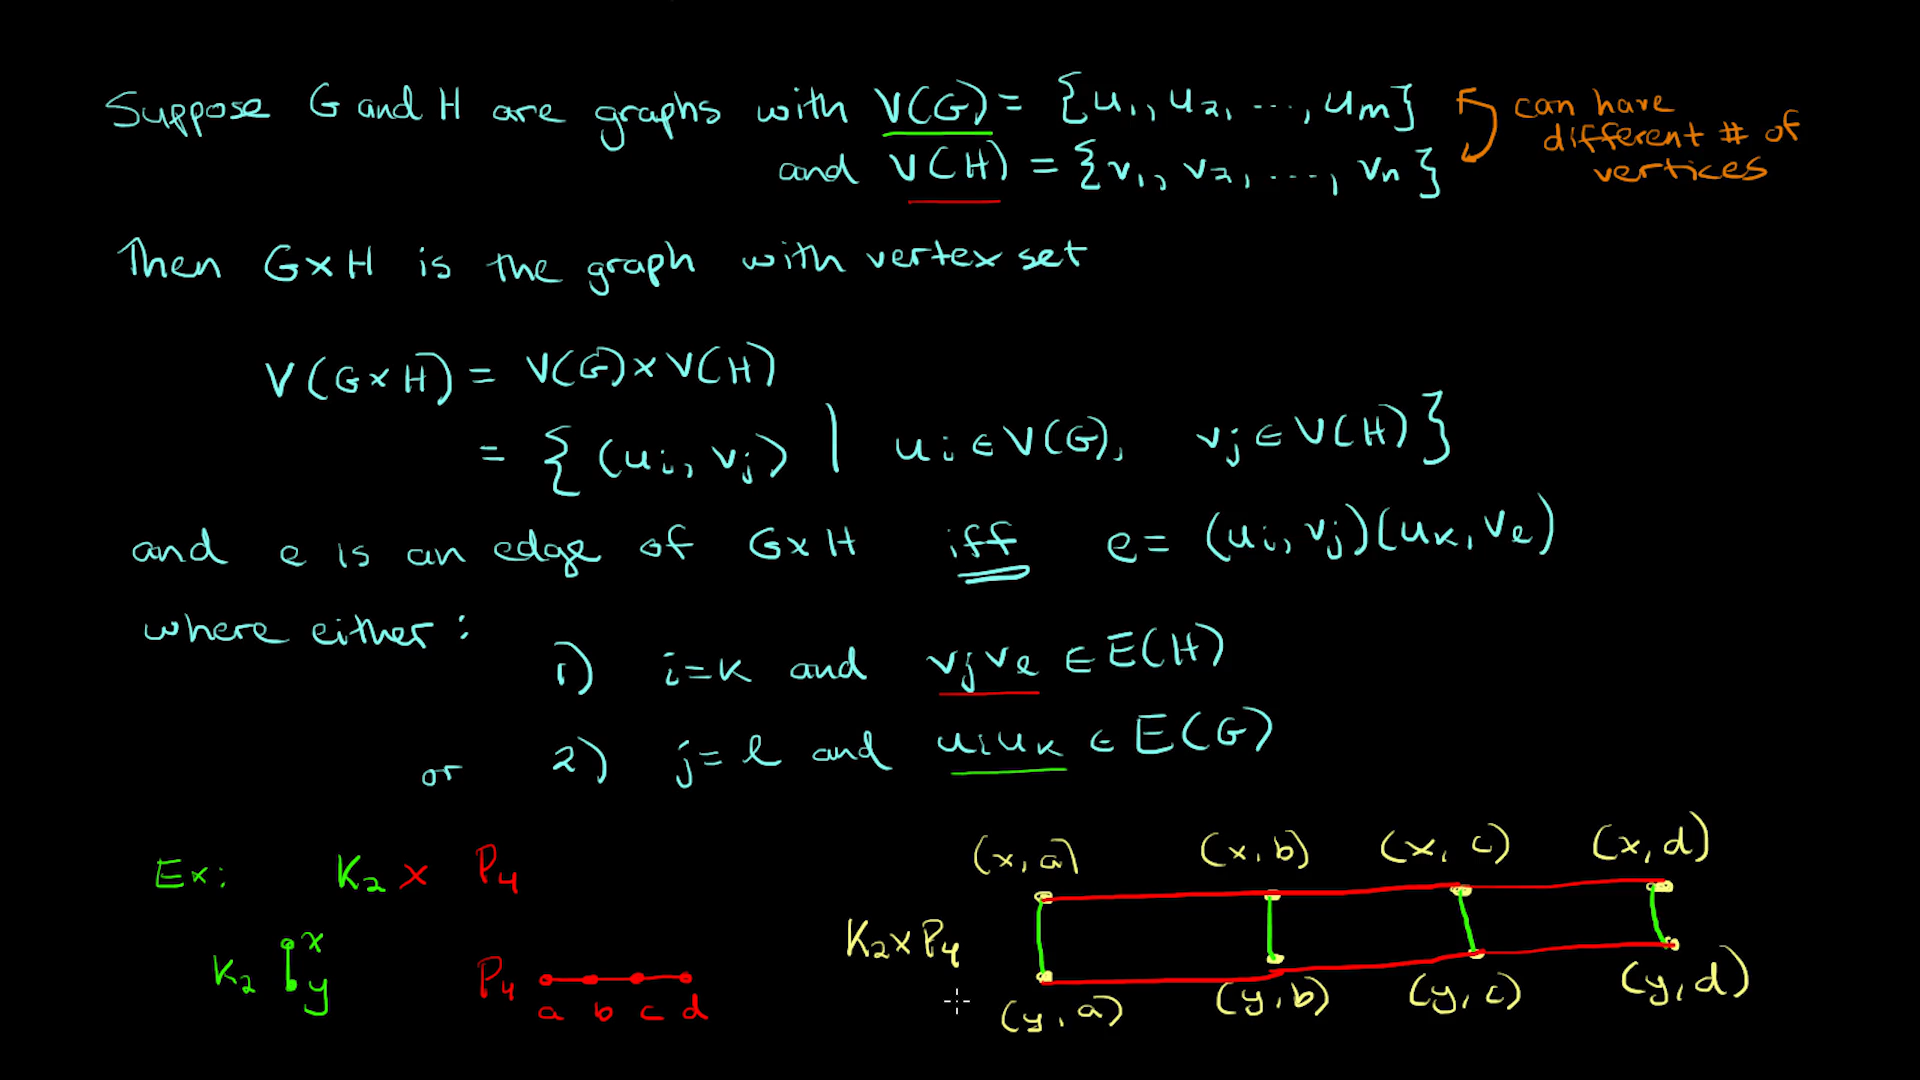 Suppose G and H are graphs with V(G) = {u₁, u₂, ..., uₘ}
and V(H) = {v₁, v₂, ..., vₙ}
can have
different # of
vertices
Then G×H is the graph with vertex set
V(G×H) = V(G)×V(H)
= {(uᵢ, vⱼ) | uᵢ ∈ V(G), vⱼ ∈ V(H)}
and e is an edge of G×H iff e = (uᵢ, vⱼ)(uₖ, vₗ)
where either:
1) i=k and vⱼvₗ ∈ E(H)
or 2) j=l and uᵢuₖ ∈ E(G)
Ex: K₂ × P₄
K₂ x
y
P₄
a b c d
(x,a) (x,b) (x,c) (x,d)
K₂×P₄
(y,a) (y,b) (y,c) (y,d)